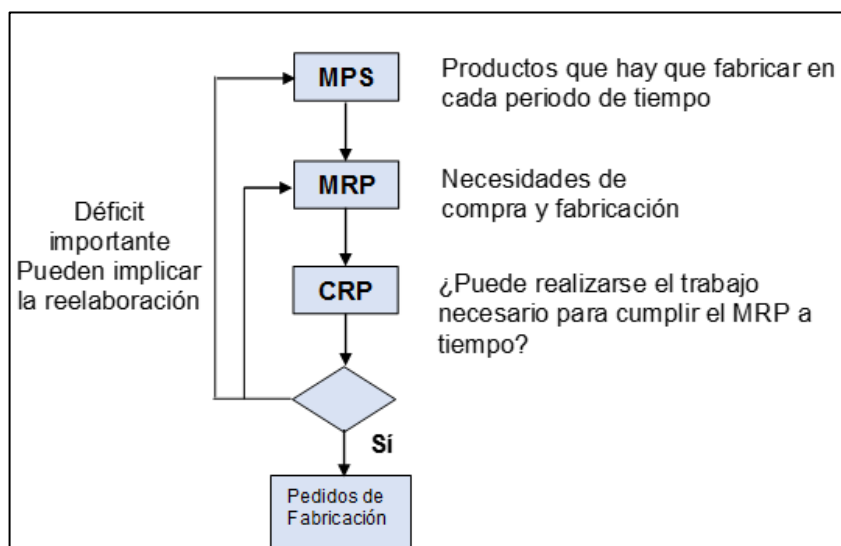 MPS
Productos que hay que fabricar en
cada periodo de tiempo
MRP
Necesidades de
compra y fabricación
Déficit
importante
Pueden implicar
la reelaboración
CRP
¿Puede realizarse el trabajo
necesario para cumplir el MRP a
tiempo?
Sí
Pedidos de
Fabricación